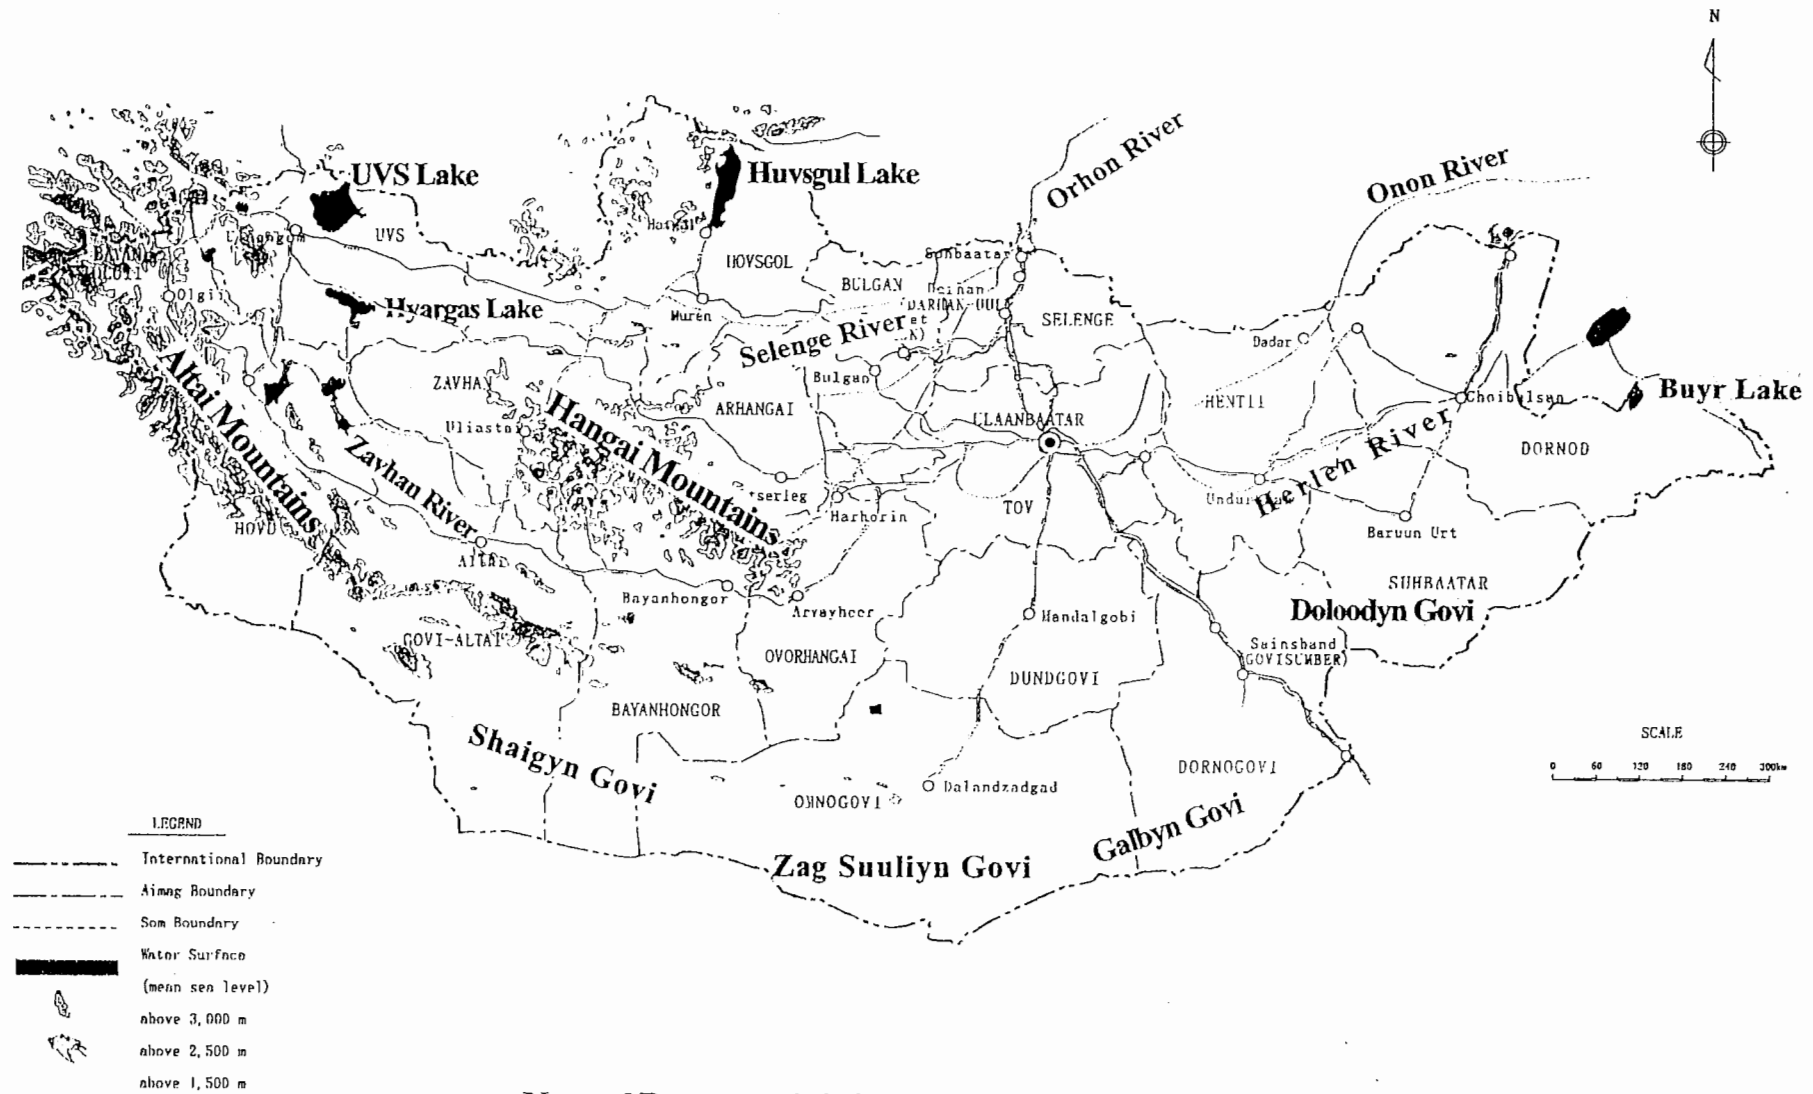 N
Orhon River
Onon River
UVS Lake
Huvsgul Lake
UVS
HOVSGOL
BULGAN
BAYAN
Olgii
Hyargas Lake
Muren
SELENGE
Selenge River
Dadar
Bulgan
Altai Mountains
ZAVHAN
ARHANGAI
HENTII
Choibalsan
Buyr Lake
Hangai Mountains
Uliastai
ULAANBAATAR
Herlen River
DORNOD
Zavhan River
serleg
Harhorin
TOV
Baruun Urt
HOVD
Bayanhongor
Arvayheer
Mandalgobi
SUHBAATAR
Doloodyn Govi
GOVI-ALTAI
OVORHANGAI
Sainshand
(GOVISUMBER)
DUNDGOVI
BAYANHONGOR
Shaigyn Govi
DORNOGOVI
SCALE
0 60 120 180 240 300km
Dalandzadgad
Galbyn Govi
Zag Suuliyn Govi
LEGEND
International Boundary
Aimag Boundary
Som Boundary
Water Surface
(mean sea level)
above 3,000 m
above 2,500 m
above 1,500 m